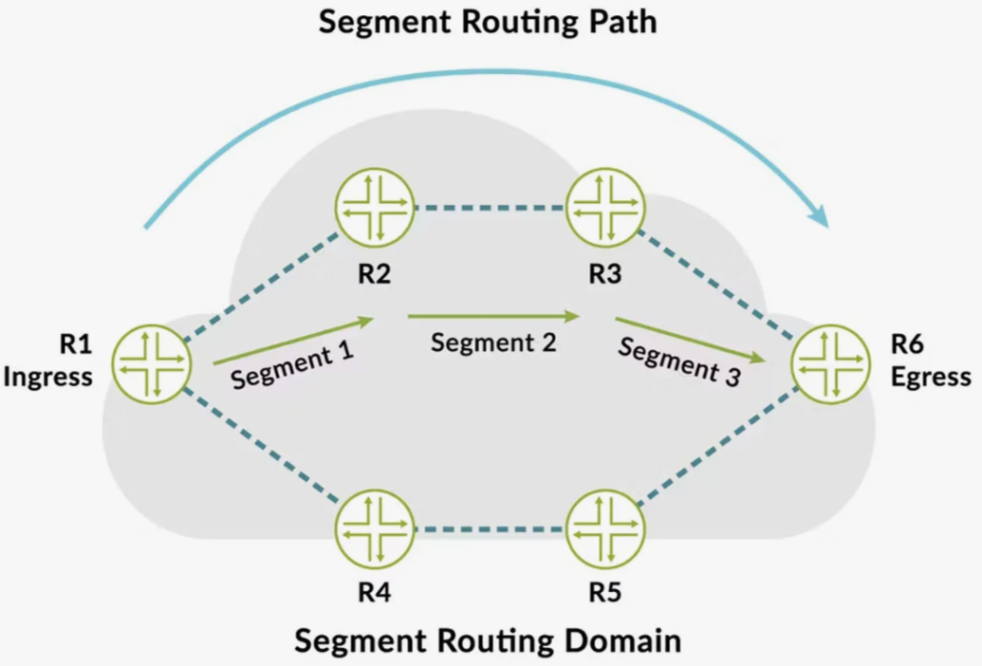 Segment Routing Path
R2
R3
R1
Ingress
Segment 1
Segment 2
Segment 3
R6
Egress
R4
R5
Segment Routing Domain